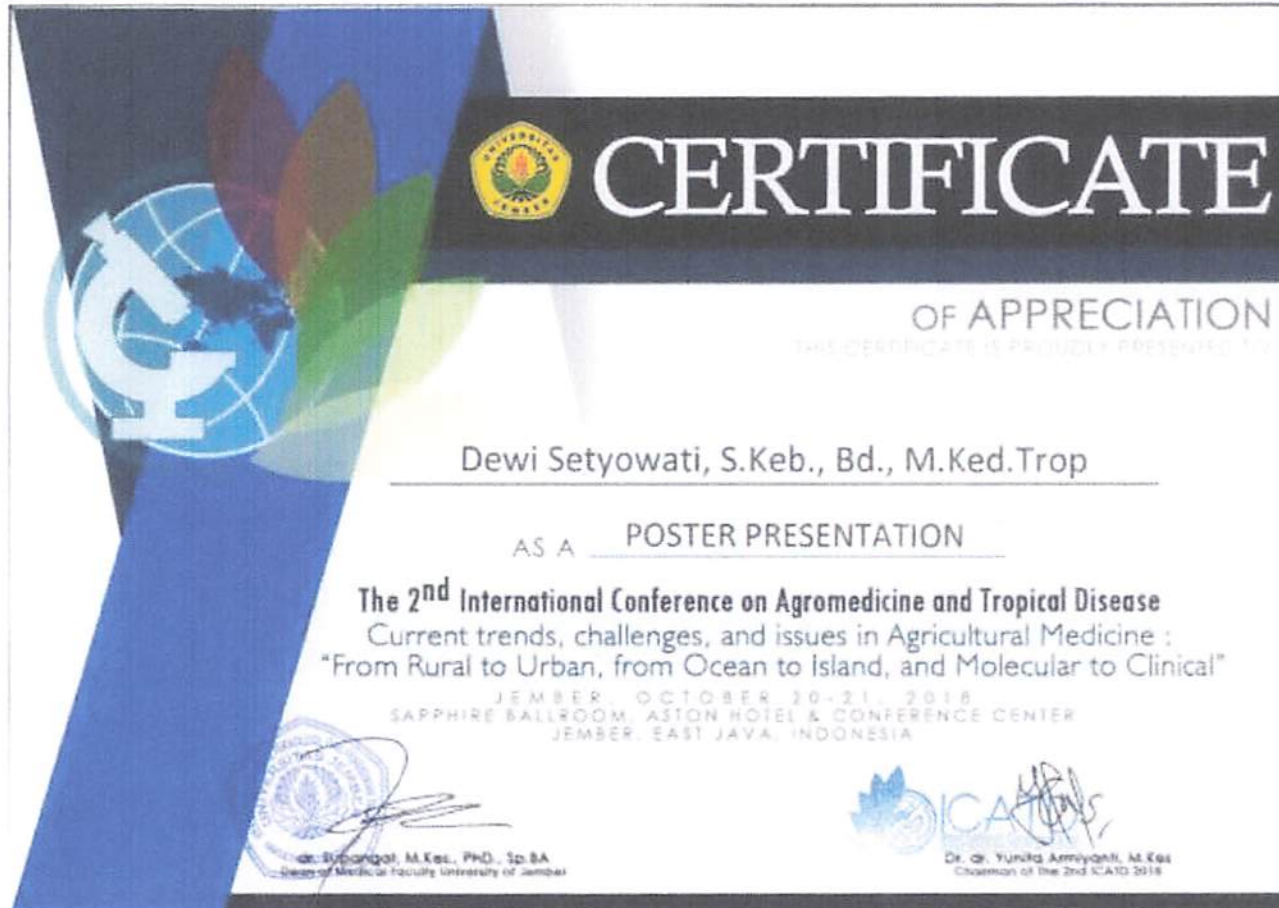 UNIVERSITAS JEMBER
CERTIFICATE
OF APPRECIATION
THIS CERTIFICATE IS PROUDLY PRESENTED TO
Dewi Setyowati, S.Keb., Bd., M.Ked.Trop
AS A POSTER PRESENTATION
The 2nd International Conference on Agromedicine and Tropical Disease
Current trends, challenges, and issues in Agricultural Medicine :
"From Rural to Urban, from Ocean to Island, and Molecular to Clinical"
JEMBER, OCTOBER 20-21, 2018
SAPPHIRE BALLROOM, ASTON HOTEL & CONFERENCE CENTER
JEMBER, EAST JAVA, INDONESIA
ICATD
dr. Supangat, M.Kes., PhD., Sp.BA
Dean of Medical Faculty University of Jember
Dr. dr. Yunita Armiyanti, M.Kes
Chairman of The 2nd ICATD 2018